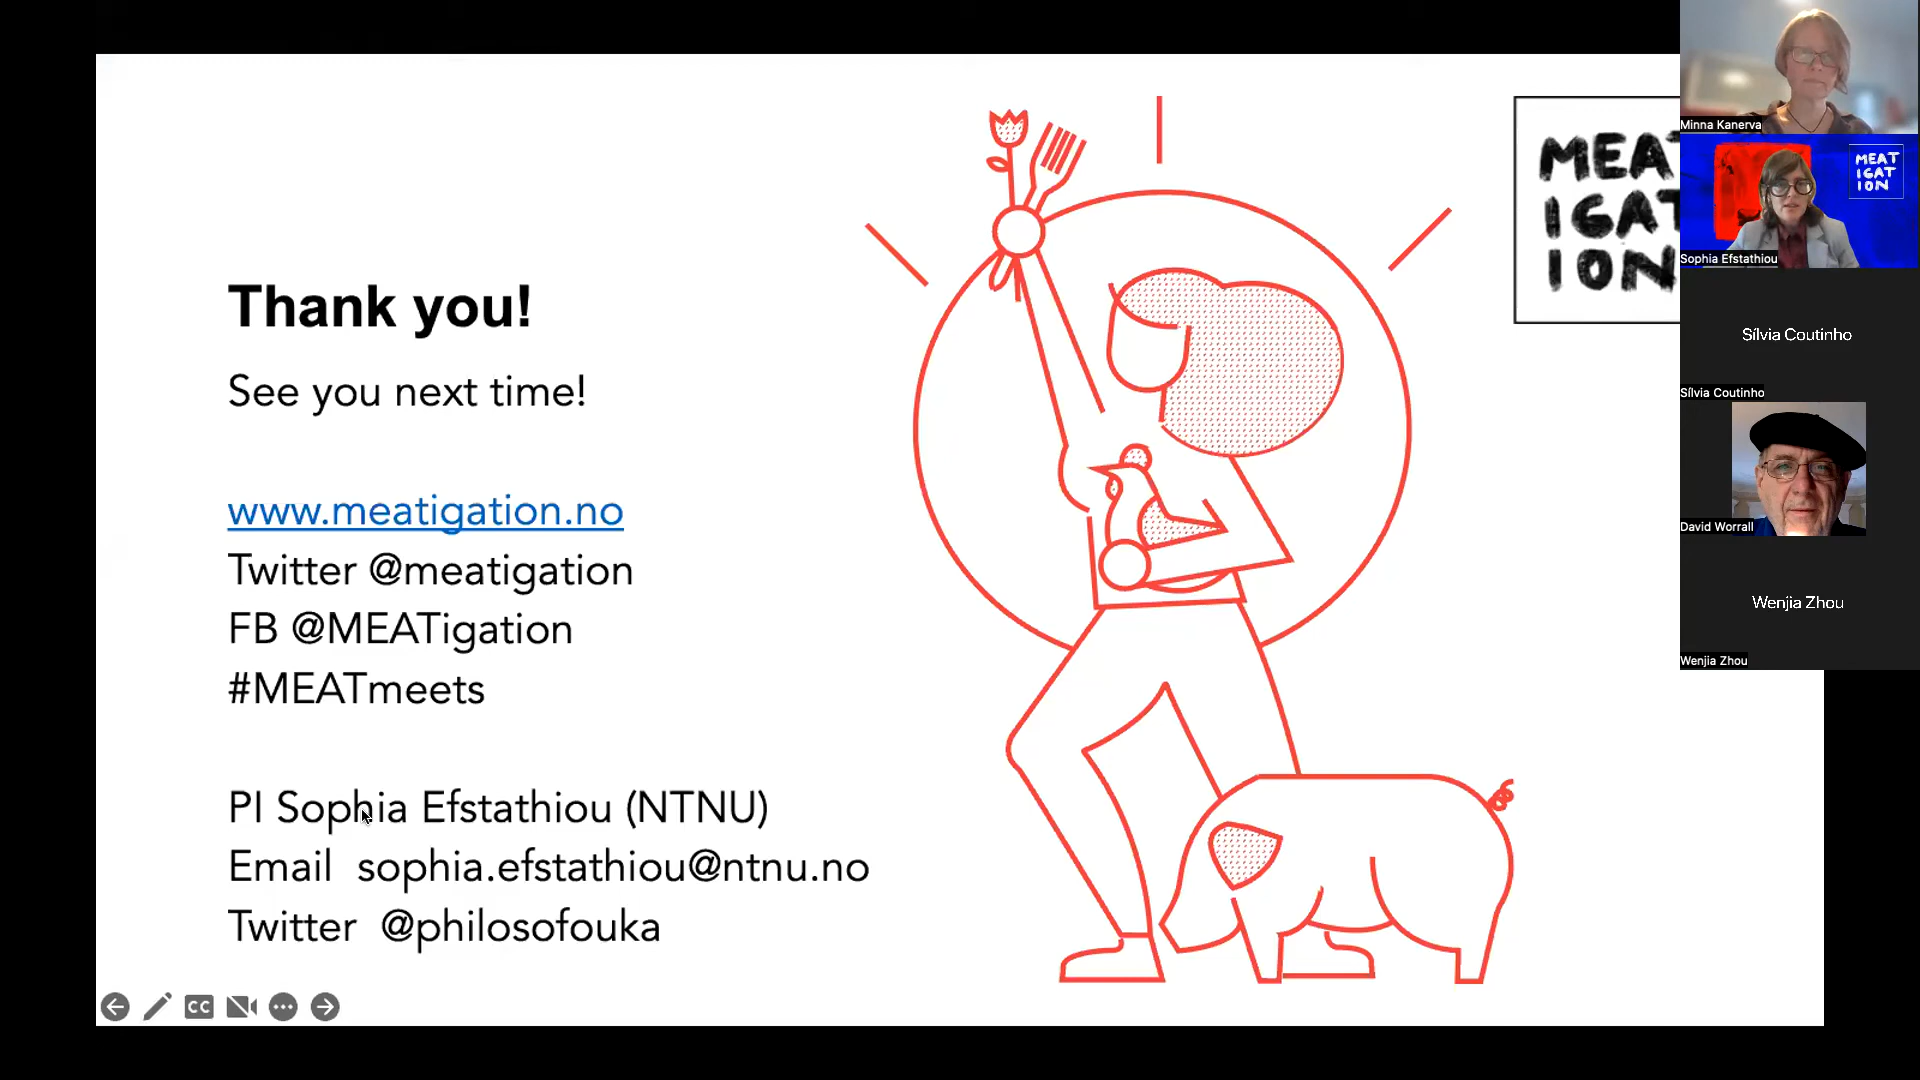 Thank you!
See you next time!
www.meatigation.no
Twitter @meatigation
FB @MEATigation
#MEATmeets
PI Sophia Efstathiou (NTNU)
Email sophia.efstathiou@ntnu.no
Twitter @philosofouka
CC
MEAT
IGAT
ION
Minna Kanerva
MEAT
IGAT
ION
Sophia Efstathiou
Sílvia Coutinho
Sílvia Coutinho
David Worrall
Wenjia Zhou
Wenjia Zhou